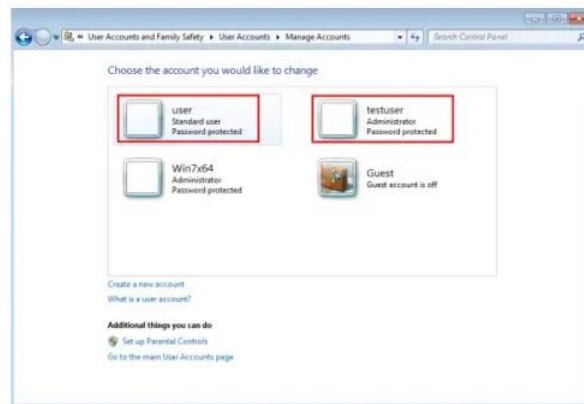 « User Accounts and Family Safety ▸ User Accounts ▸ Manage Accounts
Search Control Panel
Choose the account you would like to change
user
Standard user
Password protected
testuser
Administrator
Password protected
Win7x64
Administrator
Password protected
Guest
Guest account is off
Create a new account
What is a user account?
Additional things you can do
Set up Parental Controls
Go to the main User Accounts page